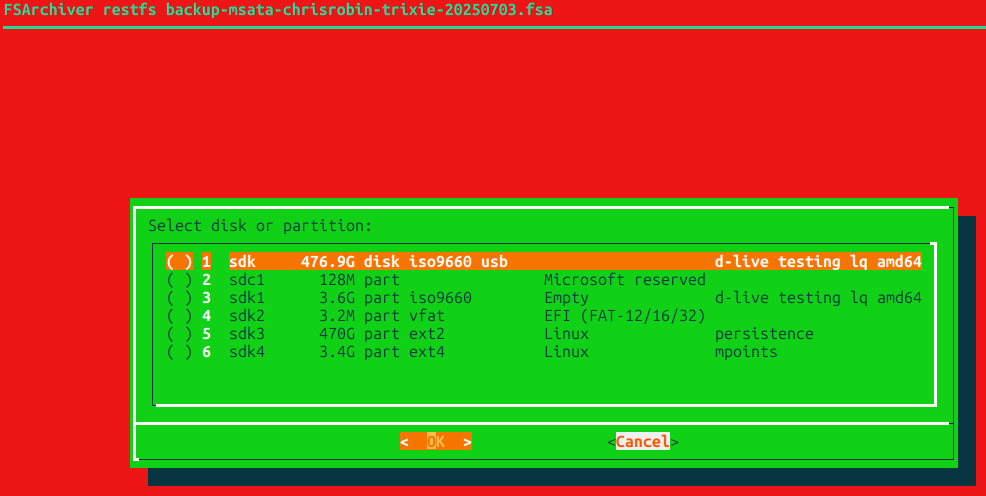 FSArchiver restfs backup-msata-chrisrobin-trixie-20250703.fsa
Select disk or partition:
( ) 1 sdk 476.9G disk iso9660 usb d-live testing lq amd64
( ) 2 sdc1 128M part Microsoft reserved
( ) 3 sdk1 3.6G part iso9660 Empty d-live testing lq amd64
( ) 4 sdk2 3.2M part vfat EFI (FAT-12/16/32)
( ) 5 sdk3 470G part ext2 Linux persistence
( ) 6 sdk4 3.4G part ext4 Linux mpoints
< OK > <Cancel>